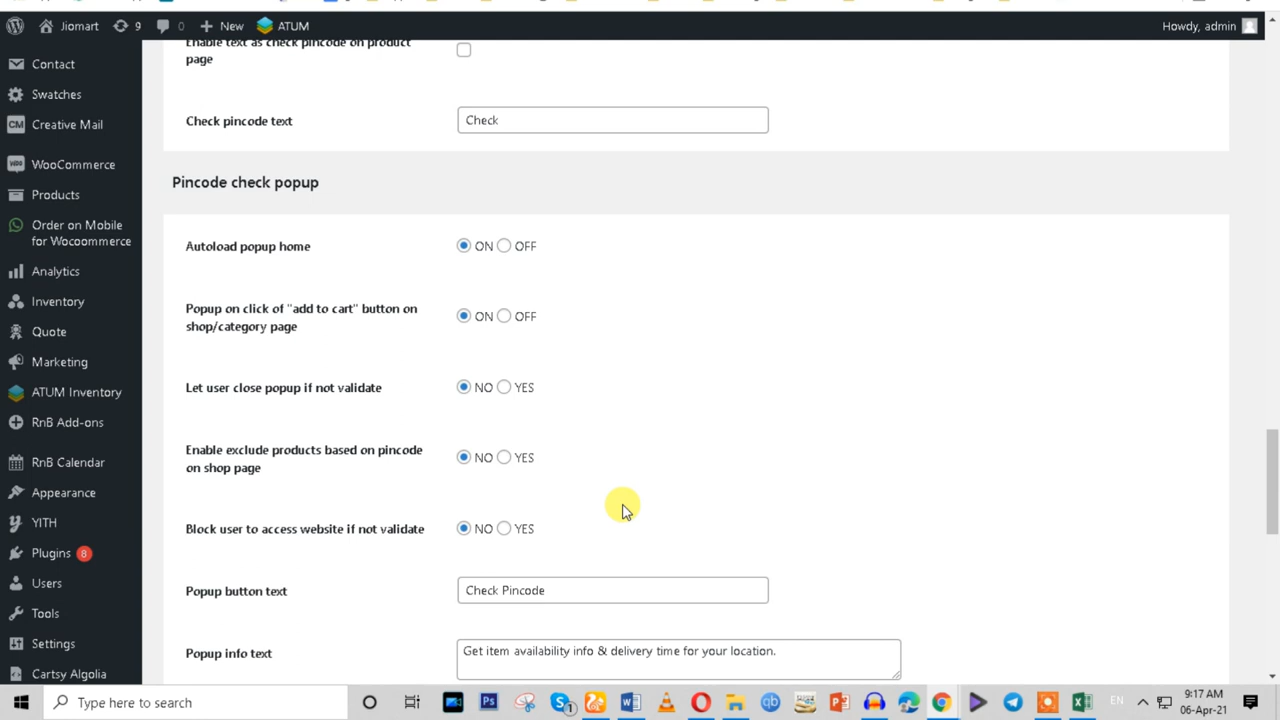 Jiomart 9 0 New ATUM Howdy, admin
Enable text as check pincode on product
page
Contact
Swatches
Creative Mail
WooCommerce
Products
Order on Mobile
for Wocoommerce
Analytics
Inventory
Quote
Marketing
ATUM Inventory
RnB Add-ons
RnB Calendar
Appearance
YITH
Plugins 8
Users
Tools
Settings
Cartsy Algolia
Check pincode text Check
Pincode check popup
Autoload popup home ON OFF
Popup on click of "add to cart" button on
shop/category page ON OFF
Let user close popup if not validate NO YES
Enable exclude products based on pincode
on shop page NO YES
Block user to access website if not validate NO YES
Popup button text Check Pincode
Popup info text Get item availability info & delivery time for your location.
Type here to search
EN
9:17 AM
06-Apr-21